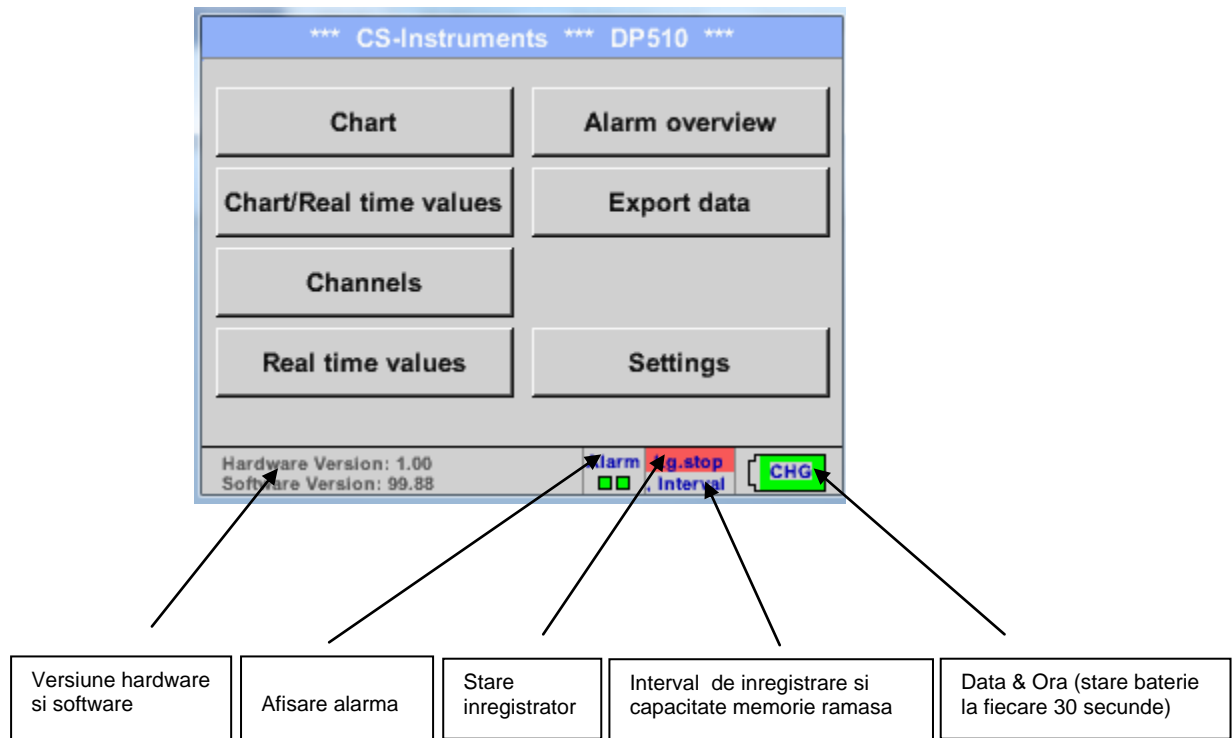 *** CS-Instruments *** DP510 ***
Chart
Alarm overview
Chart/Real time values
Export data
Channels
Real time values
Settings
Hardware Version: 1.00
Software Version: 99.88
Alarm
stop
Interval
CHG
Versiune hardware
si software
Afisare alarma
Stare
inregistrator
Interval de inregistrare si
capacitate memorie ramasa
Data & Ora (stare baterie
la fiecare 30 secunde)